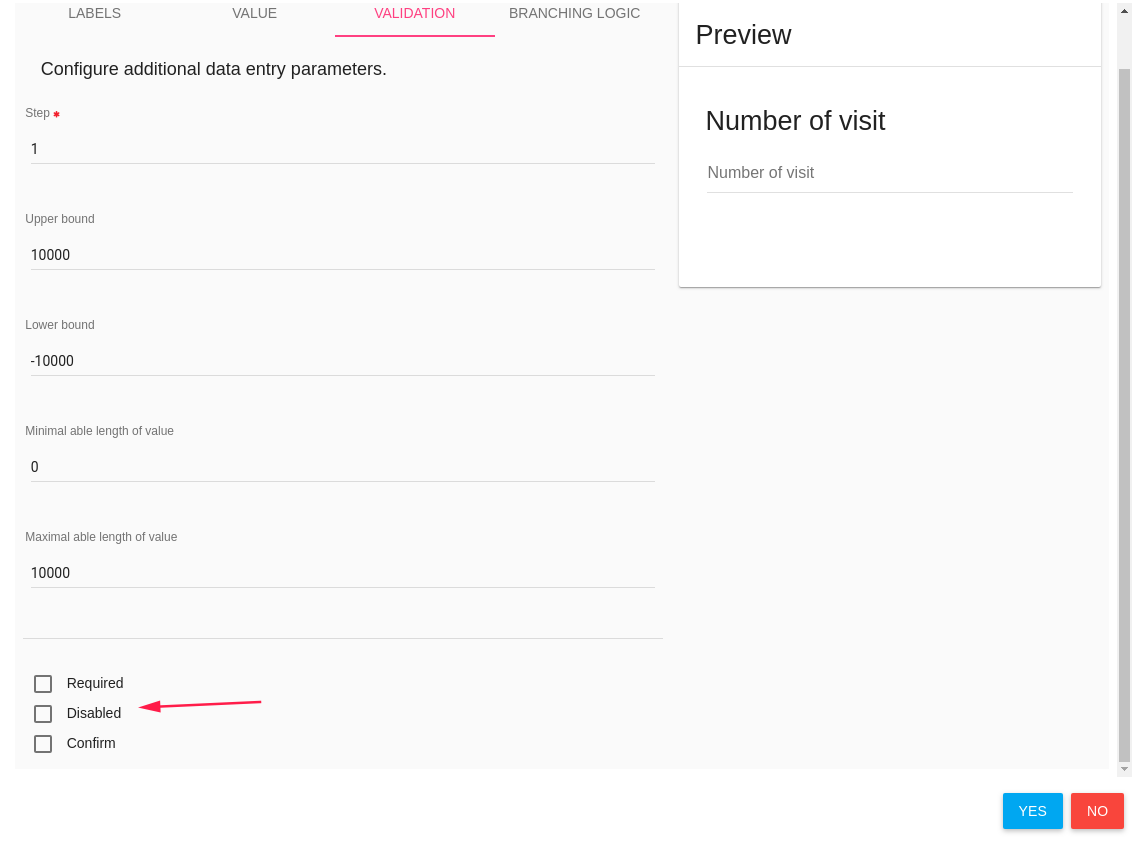 LABELS VALUE VALIDATION BRANCHING LOGIC
Configure additional data entry parameters.
Step *
1
Upper bound
10000
Lower bound
-10000
Minimal able length of value
0
Maximal able length of value
10000
Required
Disabled
Confirm
Preview
Number of visit
Number of visit
YES NO